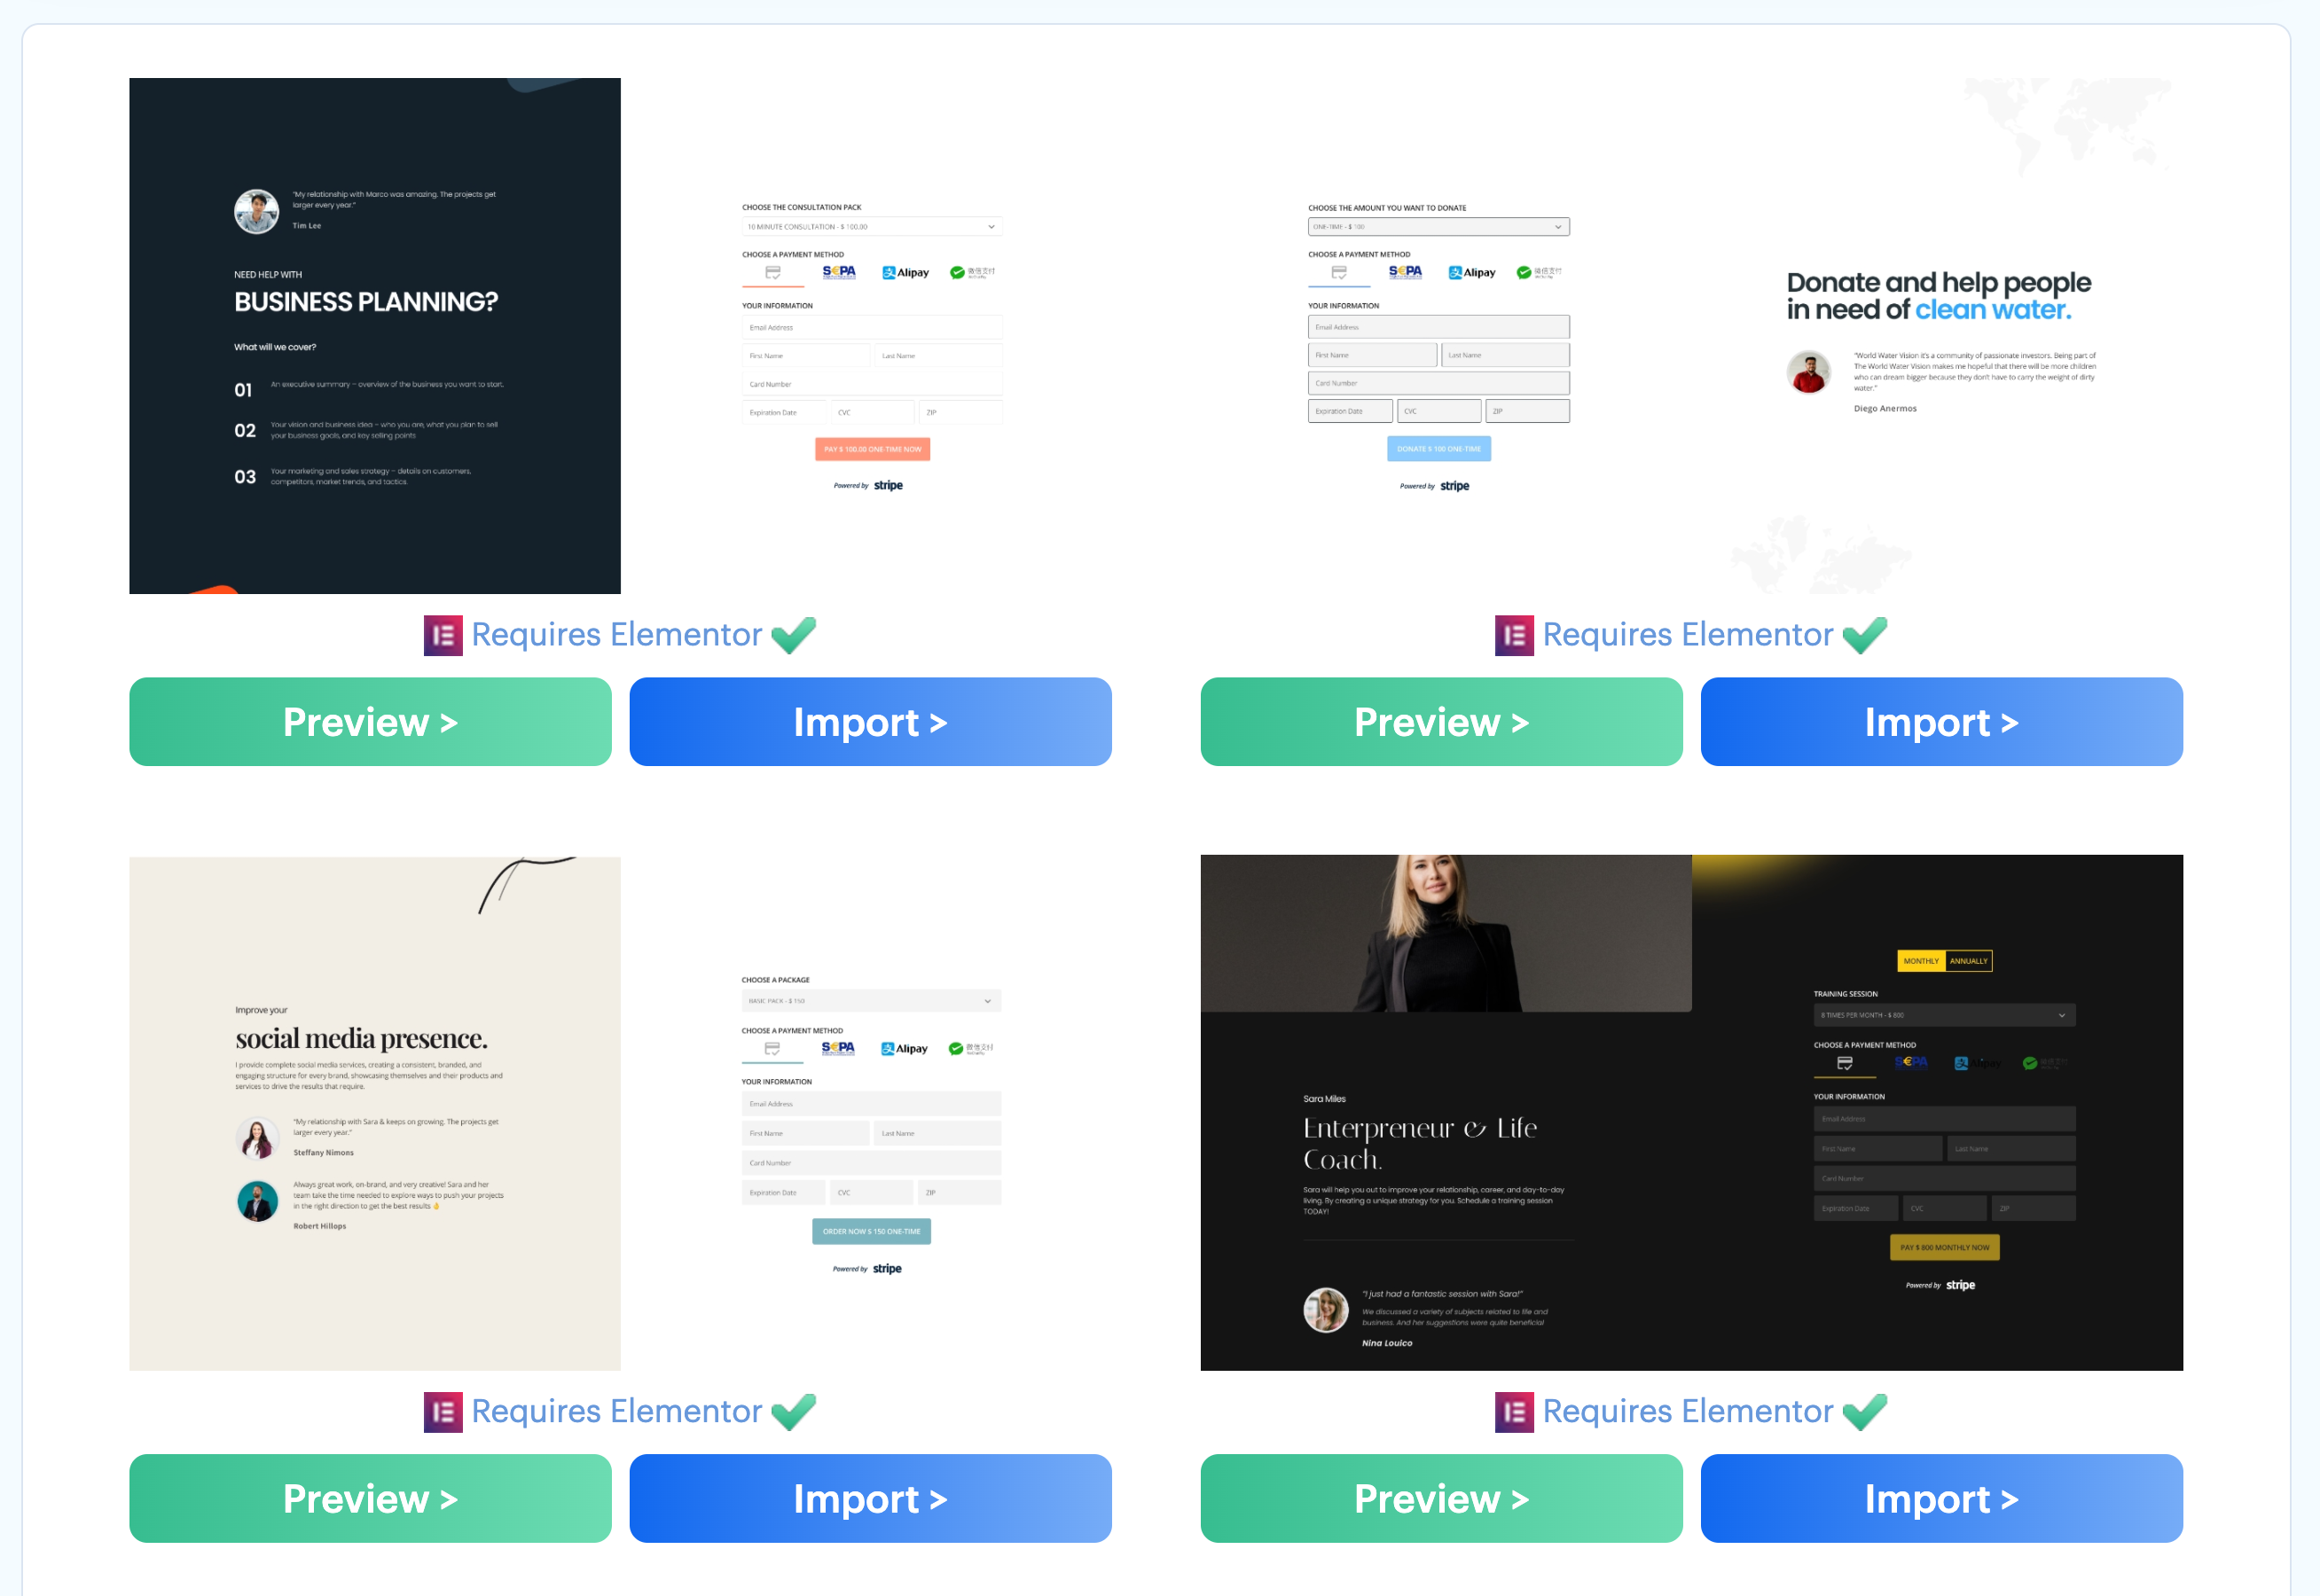 "My relationship with Marco was amazing. The projects get
larger every year."
Tim Lee
NEED HELP WITH
BUSINESS PLANNING?
What will we cover?
01 An executive summary – overview of the business you want to start.
02 Your vision and business idea – who you are, what you plan to sell
your business goals, and key selling points
03 Your marketing and sales strategy – details on customers,
competitors, market trends, and tactics.
CHOOSE THE CONSULTATION PACK
10 MINUTE CONSULTATION - $ 100.00
CHOOSE A PAYMENT METHOD
S€PA Alipay 微信支付
YOUR INFORMATION
Email Address
First Name Last Name
Card Number
Expiration Date CVC ZIP
PAY $ 100.00 ONE-TIME NOW
Powered by stripe
Requires Elementor
Preview > Import >
CHOOSE THE AMOUNT YOU WANT TO DONATE
ONE-TIME - $ 100
CHOOSE A PAYMENT METHOD
S€PA Alipay 微信支付
YOUR INFORMATION
Email Address
First Name Last Name
Card Number
Expiration Date CVC ZIP
DONATE $ 100 ONE-TIME
Powered by stripe
Donate and help people
in need of clean water.
"World Water Vision it's a community of passionate investors. Being part of
The World Water Vision makes me hopeful that there will be more children
who can dream bigger because they don't have to carry the weight of dirty
water."
Diego Anermos
Requires Elementor
Preview > Import >
Improve your
social media presence.
I provide complete social media services, creating a consistent, branded, and
engaging structure for every brand, showcasing themselves and their products and
services to drive the results that require.
"My relationship with Sara & keeps on growing. The projects get
larger every year."
Steffany Nimons
Always great work, on-brand, and very creative! Sara and her
team take the time needed to explore ways to push your projects
in the right direction to get the best results 👌
Robert Hillops
CHOOSE A PACKAGE
BASIC PACK - $ 150
CHOOSE A PAYMENT METHOD
S€PA Alipay 微信支付
YOUR INFORMATION
Email Address
First Name Last Name
Card Number
Expiration Date CVC ZIP
ORDER NOW $ 150 ONE-TIME
Powered by stripe
Requires Elementor
Preview > Import >
Sara Miles
Enterpreneur & Life
Coach.
Sara will help you out to improve your relationship, career, and day-to-day
living. By creating a unique strategy for you. Schedule a training session
TODAY!
"I just had a fantastic session with Sara!"
We discussed a variety of subjects related to life and
business. And her suggestions were quite beneficial
Nina Louico
MONTHLY ANNUALLY
TRAINING SESSION
8 TIMES PER MONTH - $ 800
CHOOSE A PAYMENT METHOD
S€PA Alipay 微信支付
YOUR INFORMATION
Email Address
First Name Last Name
Card Number
Expiration Date CVC ZIP
PAY $ 800 MONTHLY NOW
Powered by stripe
Requires Elementor
Preview > Import >